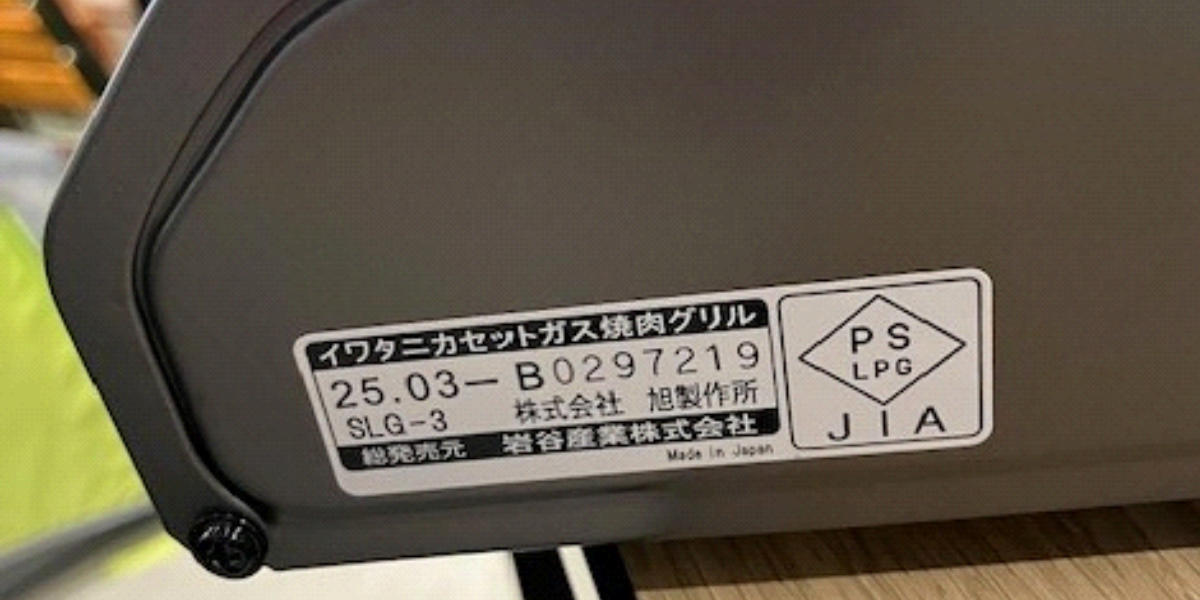 イワタニカセットガス焼肉グリル
25.03－B0297219
SLG-3 株式会社 旭製作所
総発売元 岩谷産業株式会社
Made in Japan
PS
LPG
JIA